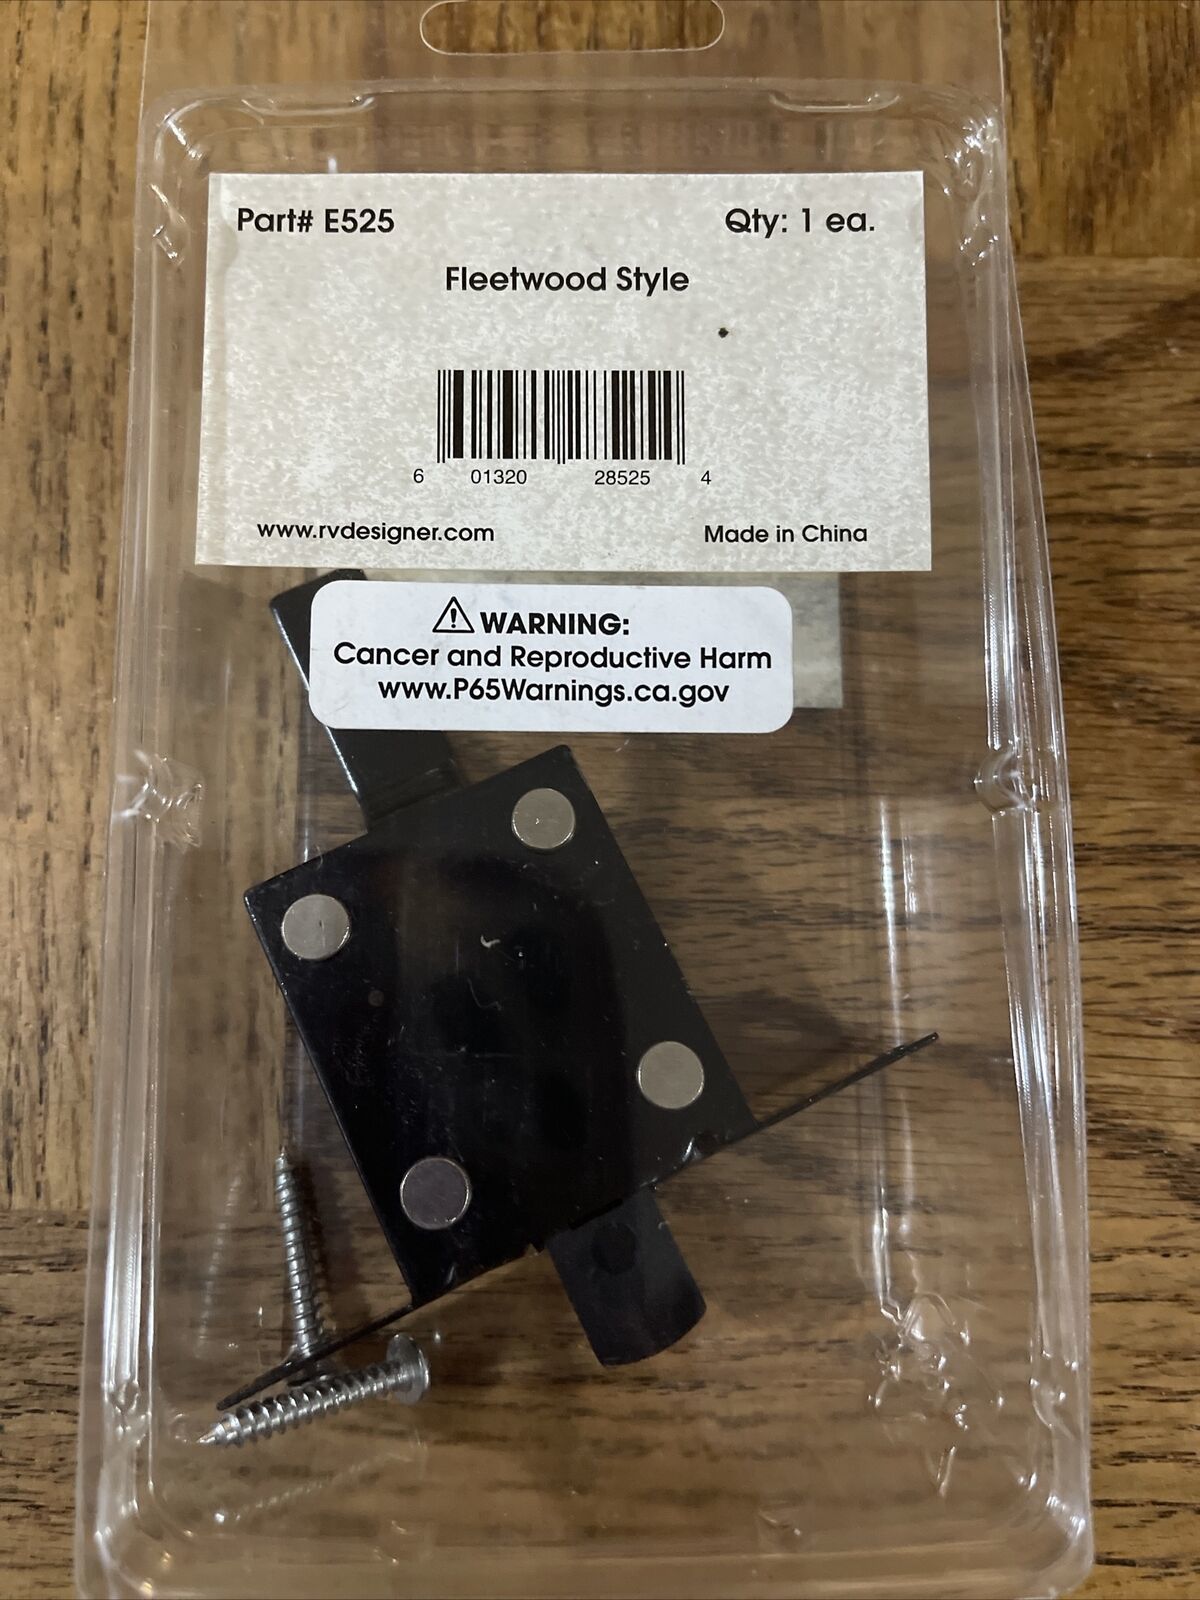 Part# E525 Qty: 1 ea.
Fleetwood Style
6 01320 28525 4
www.rvdesigner.com Made in China
⚠ WARNING:
Cancer and Reproductive Harm
www.P65Warnings.ca.gov